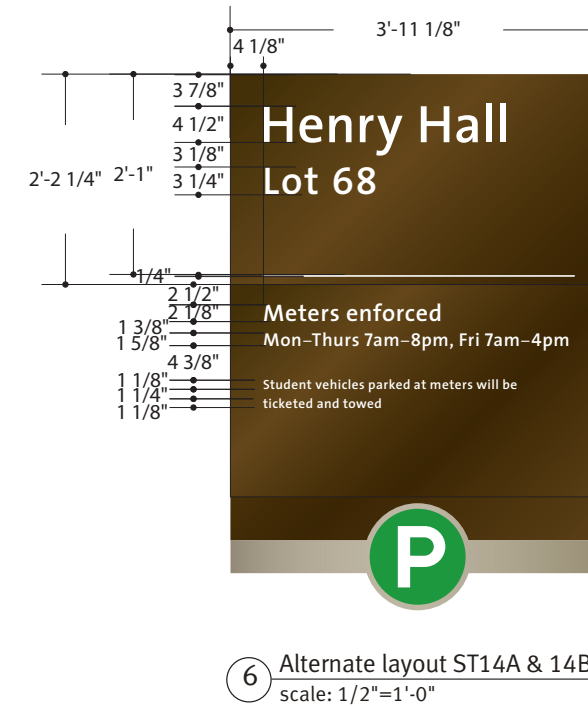 3'-11 1/8"
4 1/8"
3 7/8"
4 1/2"
3 1/8"
3 1/4"
2'-2 1/4"
2'-1"
1/4"
2 1/2"
2 1/8"
1 3/8"
1 5/8"
4 3/8"
1 1/8"
1 1/4"
1 1/8"
Henry Hall
Lot 68
Meters enforced
Mon–Thurs 7am–8pm, Fri 7am–4pm
Student vehicles parked at meters will be
ticketed and towed
P
6
Alternate layout ST14A & 14B
scale: 1/2"=1'-0"